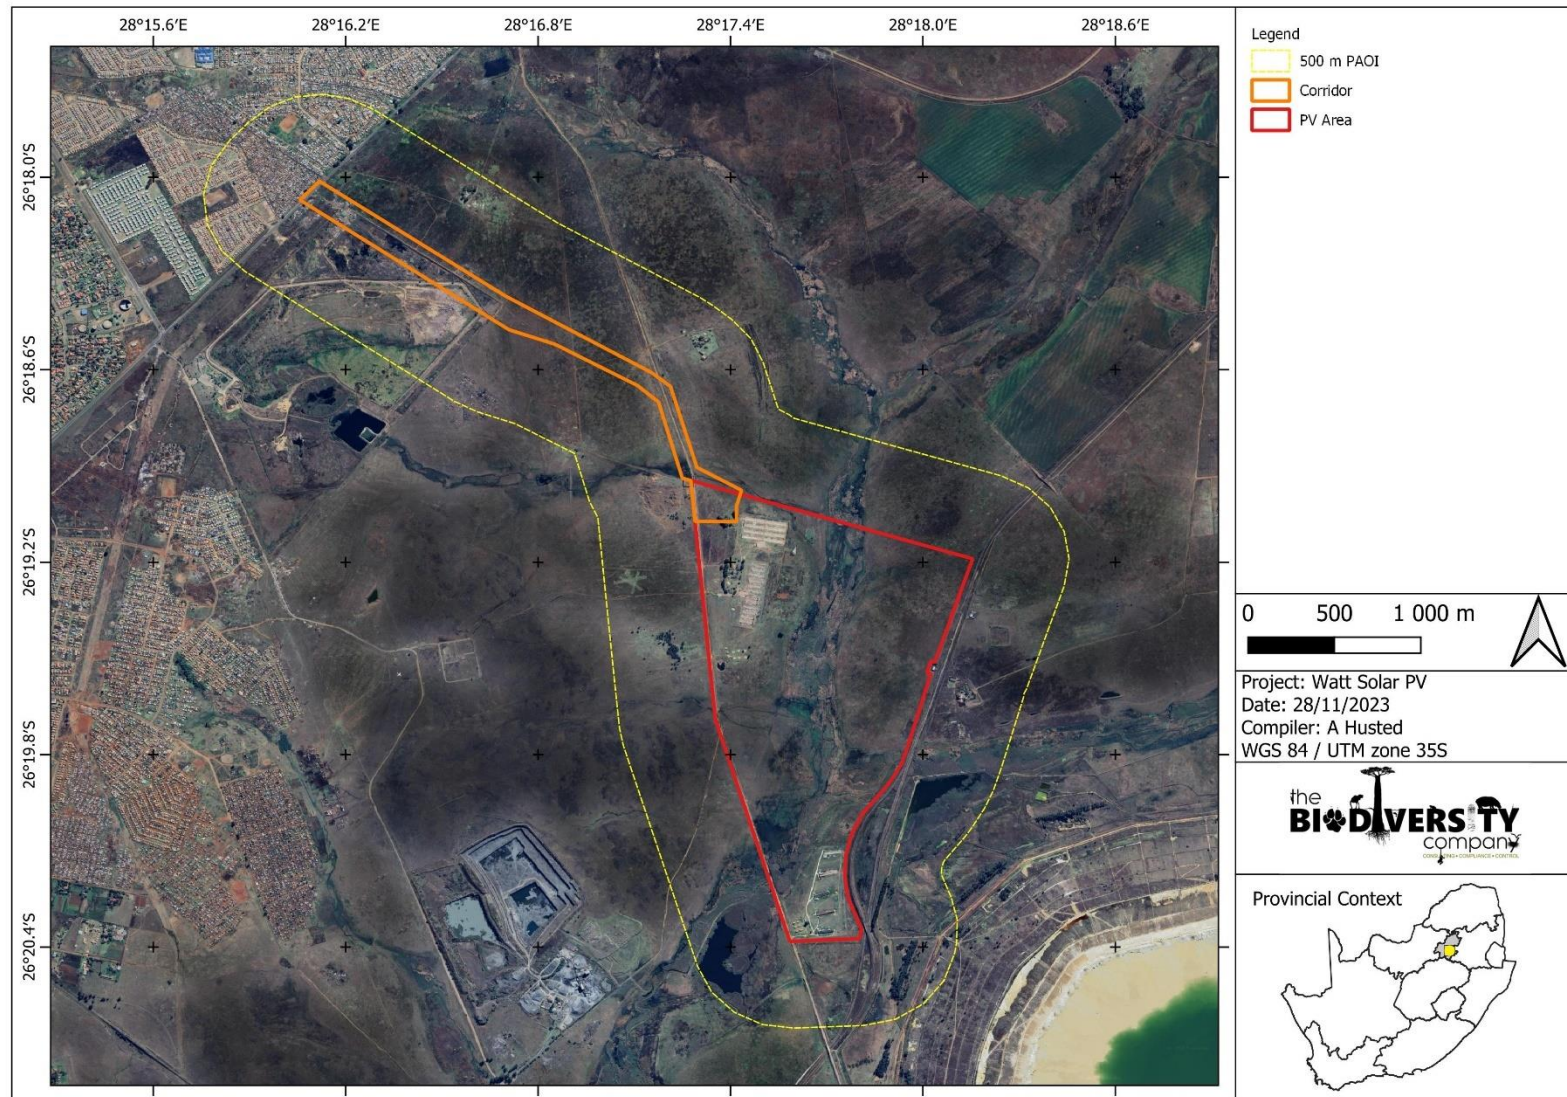 28°15.6′E 28°16.2′E 28°16.8′E 28°17.4′E 28°18.0′E 28°18.6′E
26°18.0′S
26°18.6′S
26°19.2′S
26°19.8′S
26°20.4′S
Legend
500 m PAOI
Corridor
PV Area
0 500 1 000 m
Project: Watt Solar PV
Date: 28/11/2023
Compiler: A Husted
WGS 84 / UTM zone 35S
the
BIODIVERSITY
company
CONSULTING•COMPLIANCE•CONTROL
Provincial Context